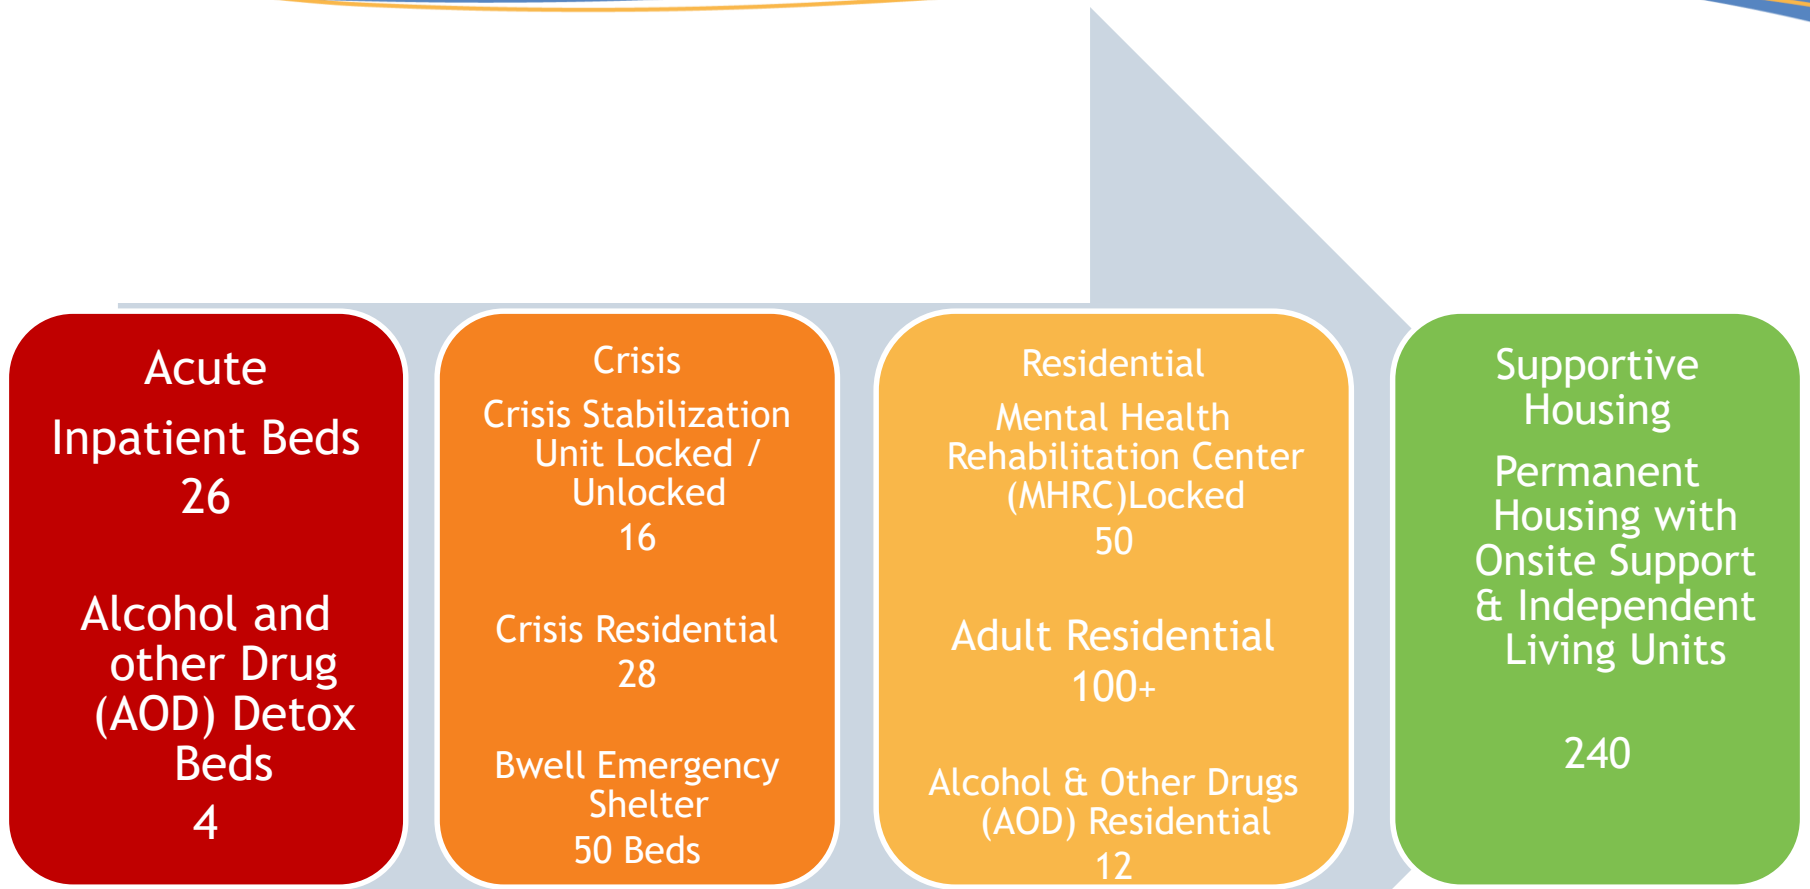 Acute
Inpatient Beds
26
Alcohol and
other Drug
(AOD) Detox
Beds
4
Crisis
Crisis Stabilization
Unit Locked /
Unlocked
16
Crisis Residential
28
Bwell Emergency
Shelter
50 Beds
Residential
Mental Health
Rehabilitation Center
(MHRC)Locked
50
Adult Residential
100+
Alcohol & Other Drugs
(AOD) Residential
12
Supportive
Housing
Permanent
Housing with
Onsite Support
& Independent
Living Units
240